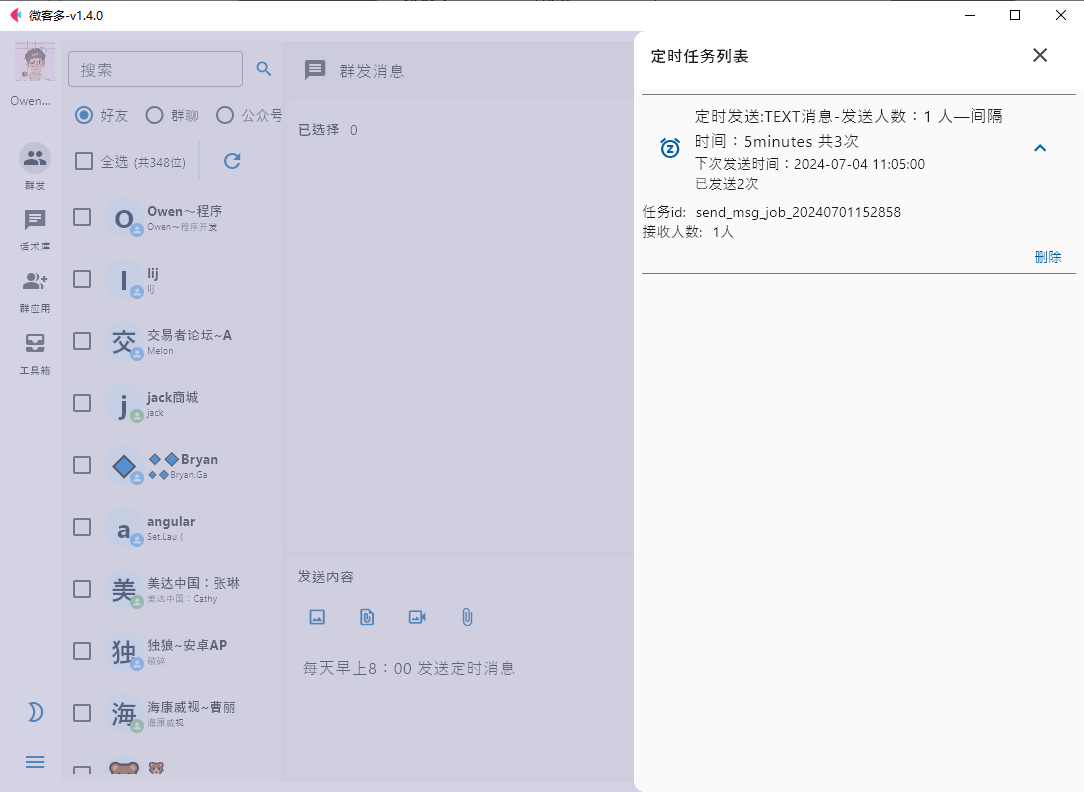 微客多-v1.4.0
Owen...
群发
话术库
群应用
工具箱
搜索
好友
群聊
公众号
全选 (共348位)
Owen～程序
Owen～程序开发
lij
lij
交易者论坛~A
Melon
jack商城
jack
Bryan
Bryan.Ga
angular
Set.Lau (
美达中国：张琳
美达中国：Cathy
独狼~安卓AP
破碎
海康威视~曹丽
海康威视
O
l
交
j
a
美
独
海
群发消息
已选择 0
发送内容
每天早上8：00 发送定时消息
定时任务列表
定时发送:TEXT消息-发送人数：1 人—间隔
时间：5minutes 共3次
下次发送时间：2024-07-04 11:05:00
已发送2次
任务id: send_msg_job_20240701152858
接收人数: 1人
删除